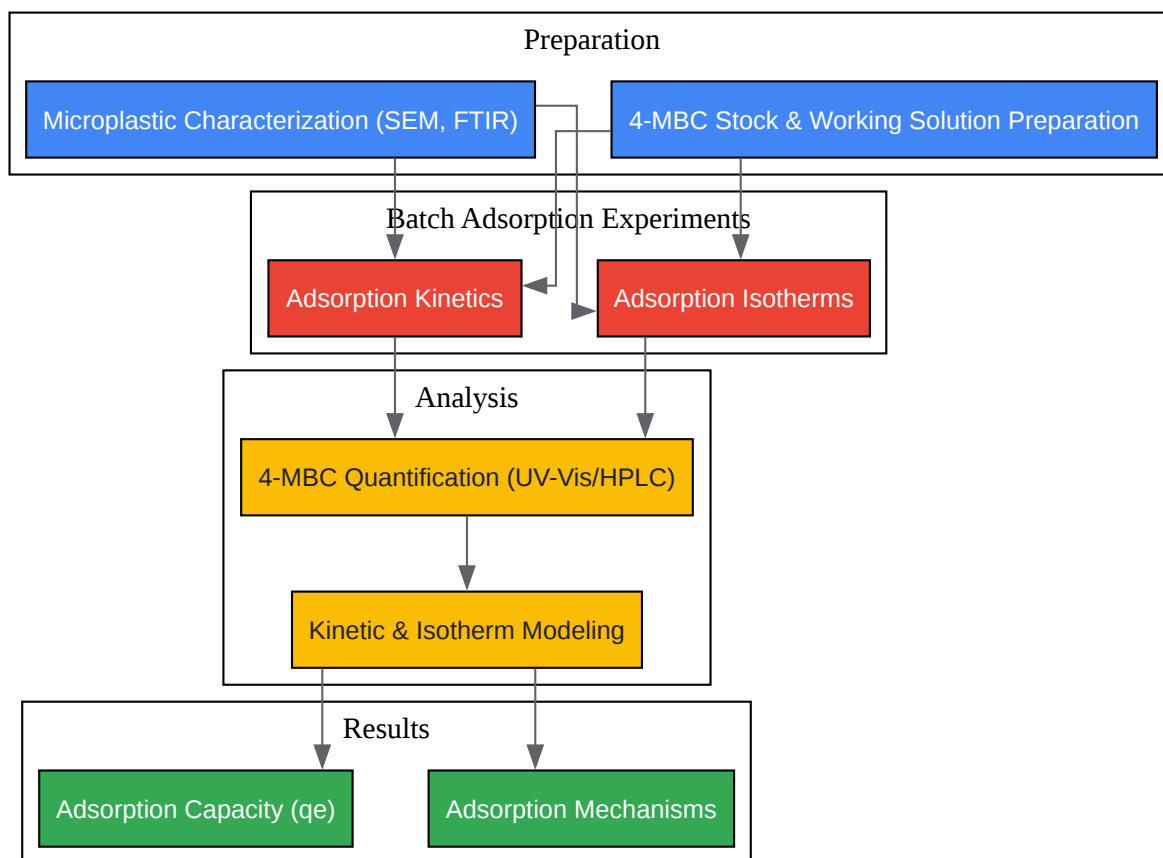 Preparation
Microplastic Characterization (SEM, FTIR)
4-MBC Stock & Working Solution Preparation
Batch Adsorption Experiments
Adsorption Kinetics
Adsorption Isotherms
Analysis
4-MBC Quantification (UV-Vis/HPLC)
Kinetic & Isotherm Modeling
Results
Adsorption Capacity (qe)
Adsorption Mechanisms